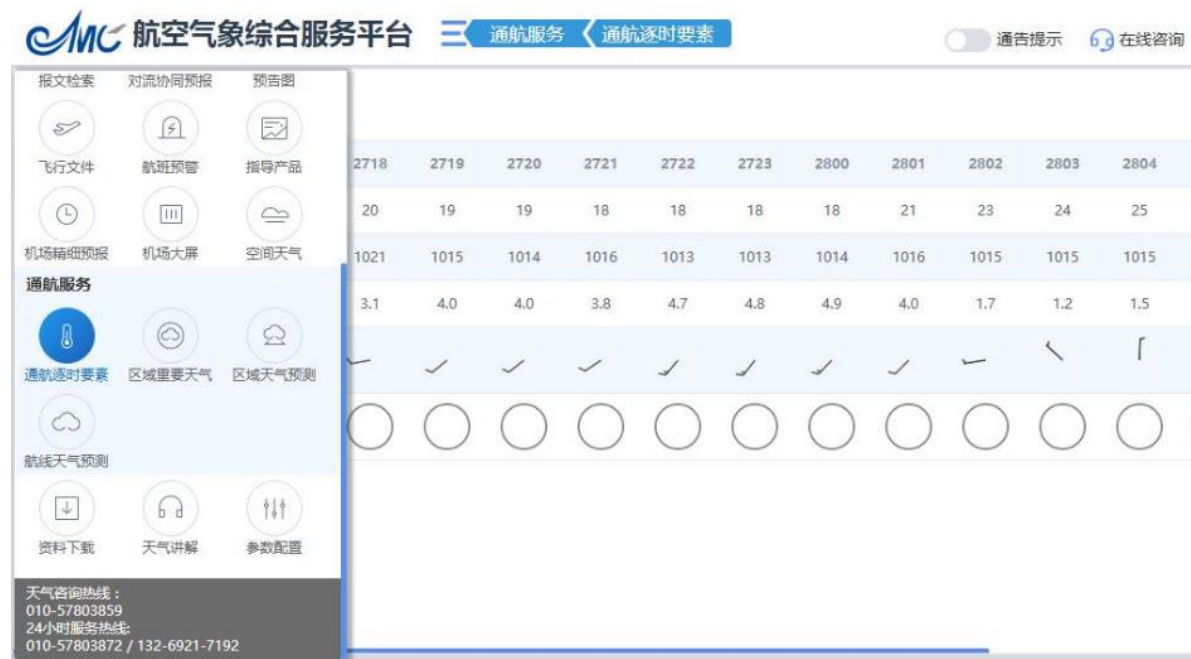 AMC 航空气象综合服务平台 通航服务 通航逐时要素 通告提示 在线咨询
报文检索 对流协同预报 预告图
飞行文件 航班预警 指导产品
2718 2719 2720 2721 2722 2723 2800 2801 2802 2803 2804
20 19 19 18 18 18 18 21 23 24 25
机场精细预报 机场大屏 空间天气
1021 1015 1014 1016 1013 1013 1014 1016 1015 1015 1015
通航服务
3.1 4.0 4.0 3.8 4.7 4.8 4.9 4.0 1.7 1.2 1.5
通航逐时要素 区域重要天气 区域天气预测
航线天气预测
资料下载 天气讲解 参数配置
天气咨询热线：
010-57803859
24小时服务热线:
010-57803872 / 132-6921-7192